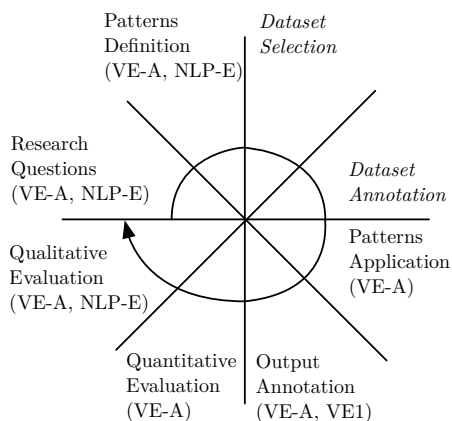 Patterns
Definition
(VE-A, NLP-E)
Dataset
Selection
Research
Questions
(VE-A, NLP-E)
Dataset
Annotation
Qualitative
Evaluation
(VE-A, NLP-E)
Patterns
Application
(VE-A)
Quantitative
Evaluation
(VE-A)
Output
Annotation
(VE-A, VE1)